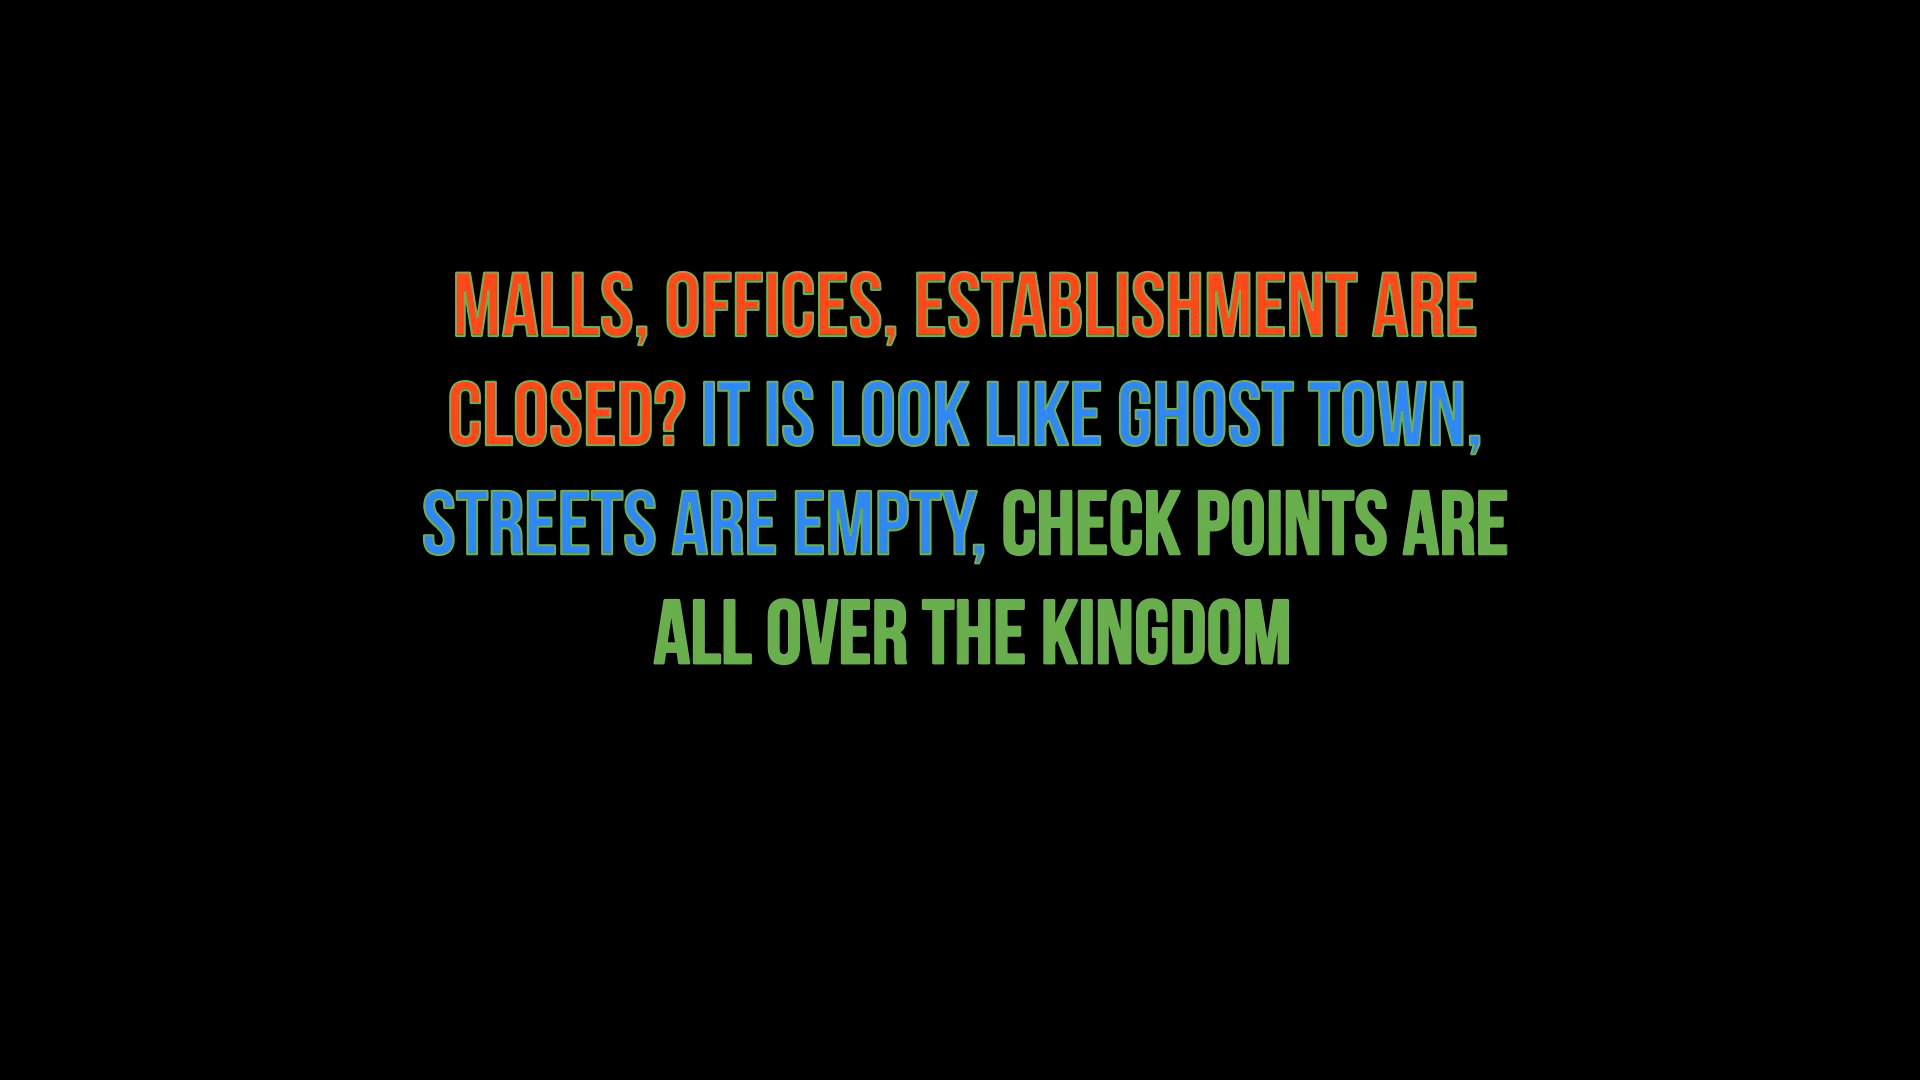 MALLS, OFFICES, ESTABLISHMENT ARE
CLOSED? IT IS LOOK LIKE GHOST TOWN,
STREETS ARE EMPTY, CHECK POINTS ARE
ALL OVER THE KINGDOM